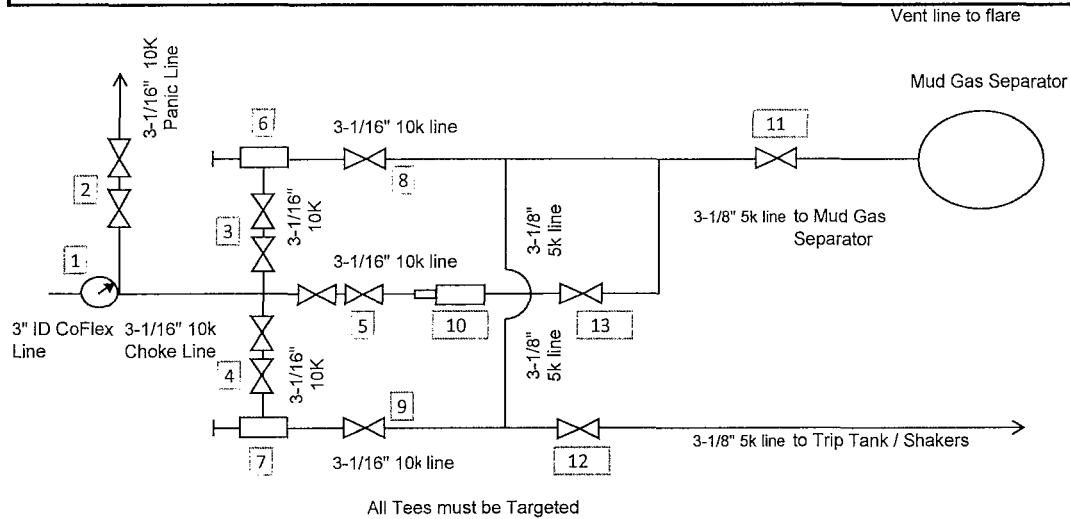 Vent line to flare
3-1/16" 10K
Panic Line
Mud Gas Separator
6
3-1/16" 10k line
11
2
8
3-1/16"
10K
3
3-1/8"
5k line
3-1/8" 5k line to Mud Gas
Separator
1
3-1/16" 10k line
3" ID CoFlex
Line
3-1/16" 10k
Choke Line
5
10
13
4
3-1/16"
10K
3-1/8"
5k line
9
7
3-1/16" 10k line
12
3-1/8" 5k line to Trip Tank / Shakers
All Tees must be Targeted